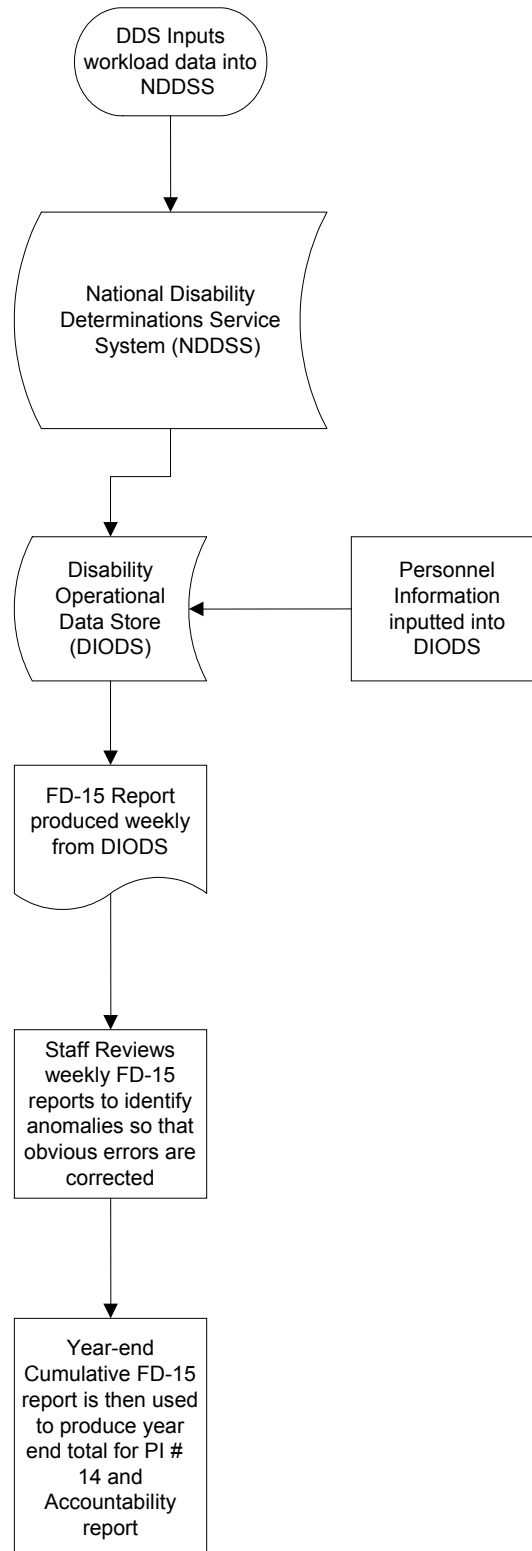 DDS Inputs
workload data into
NDDSS
National Disability
Determinations Service
System (NDDSS)
Disability
Operational
Data Store
(DIODS)
Personnel
Information
inputted into
DIODS
FD-15 Report
produced weekly
from DIODS
Staff Reviews
weekly FD-15
reports to identify
anomalies so that
obvious errors are
corrected
Year-end
Cumulative FD-15
report is then used
to produce year
end total for PI #
14 and
Accountability
report